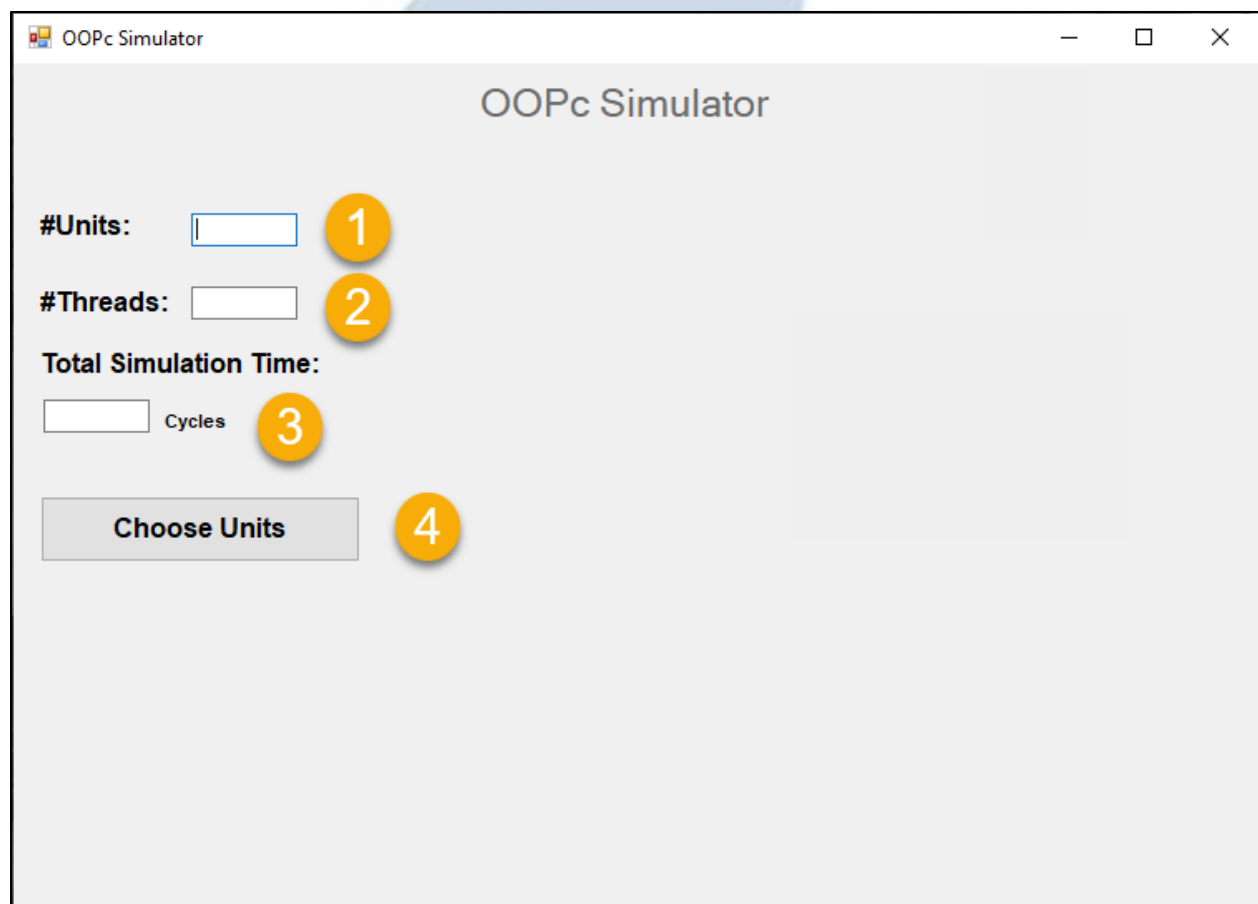 OOPc Simulator
OOPc Simulator
#Units: 1
#Threads: 2
Total Simulation Time:
Cycles 3
Choose Units 4